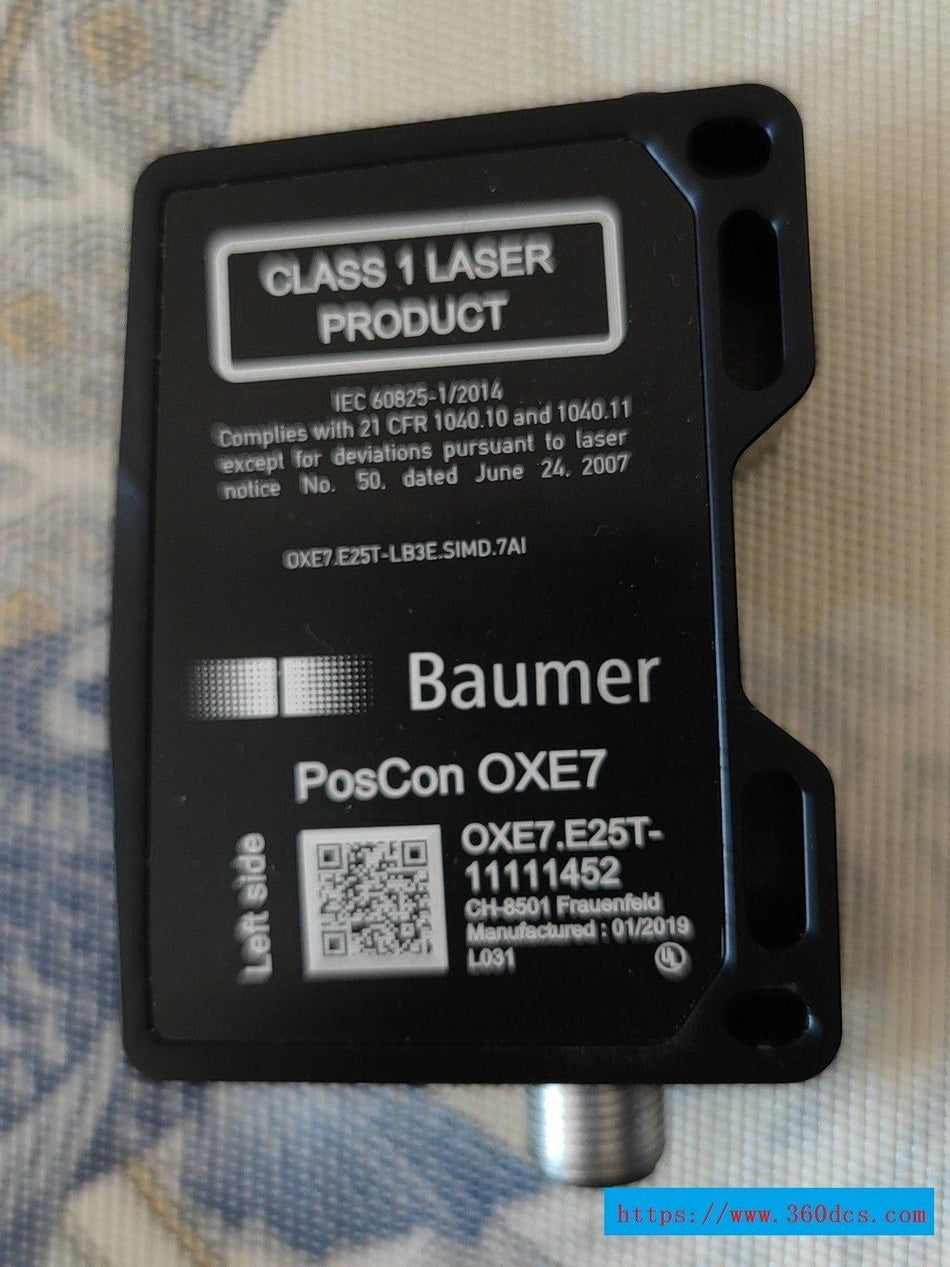 CLASS 1 LASER
PRODUCT
IEC 60825-1/2014
Complies with 21 CFR 1040.10 and 1040.11
except for deviations pursuant to laser
notice No. 50, dated June 24, 2007
OXE7.E25T-LB3E.SIMD.7AI
Baumer
PosCon OXE7
Left side
OXE7.E25T-
11111452
CH-8501 Frauenfeld
Manufactured : 01/2019
L031
UL
https://www.360dcs.com